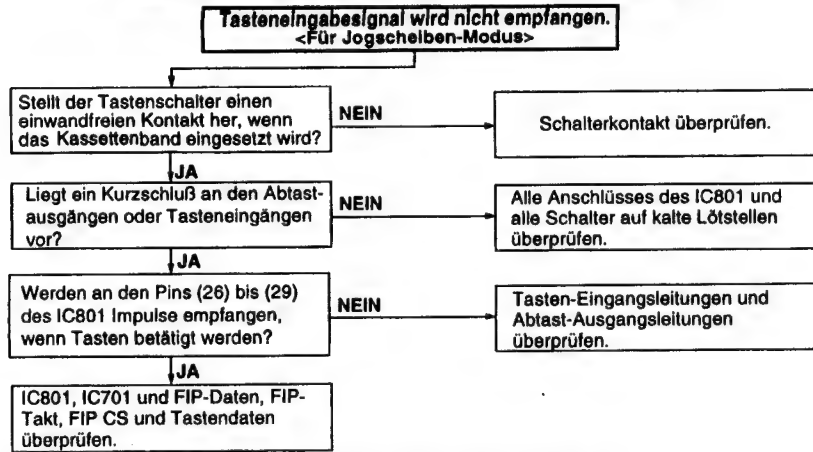 Tasteneingabesignal wird nicht empfangen.
<Für Jogscheiben-Modus>
Stellt der Tastenschalter einen
einwandfreien Kontakt her, wenn
das Kassettenband eingesetzt wird?
NEIN
Schalterkontakt überprüfen.
JA
Liegt ein Kurzschluß an den Abtast-
ausgängen oder Tasteneingängen
vor?
NEIN
Alle Anschlüsses des IC801 und
alle Schalter auf kalte Lötstellen
überprüfen.
JA
Werden an den Pins (26) bis (29)
des IC801 Impulse empfangen,
wenn Tasten betätigt werden?
NEIN
Tasten-Eingangsleitungen und
Abtast-Ausgangsleitungen
überprüfen.
JA
IC801, IC701 und FIP-Daten, FIP-
Takt, FIP CS und Tastendaten
überprüfen.